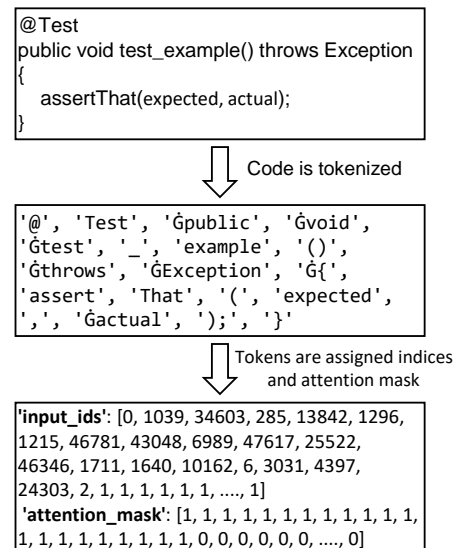 @Test
public void test_example() throws Exception
{
assertThat(expected, actual);
}
Code is tokenized
'@', 'Test', 'Ġpublic', 'Ġvoid',
'Ġtest', '_', 'example', '()',
'Ġthrows', 'ĠException', 'Ġ{',
'assert', 'That', '(', 'expected',
',', 'Ġactual', ');', '}'
Tokens are assigned indices
and attention mask
'input_ids': [0, 1039, 34603, 285, 13842, 1296,
1215, 46781, 43048, 6989, 47617, 25522,
46346, 1711, 1640, 10162, 6, 3031, 4397,
24303, 2, 1, 1, 1, 1, 1, 1, ...., 1]
'attention_mask': [1, 1, 1, 1, 1, 1, 1, 1, 1, 1, 1,
1, 1, 1, 1, 1, 1, 1, 1, 1, 0, 0, 0, 0, 0, 0, ...., 0]